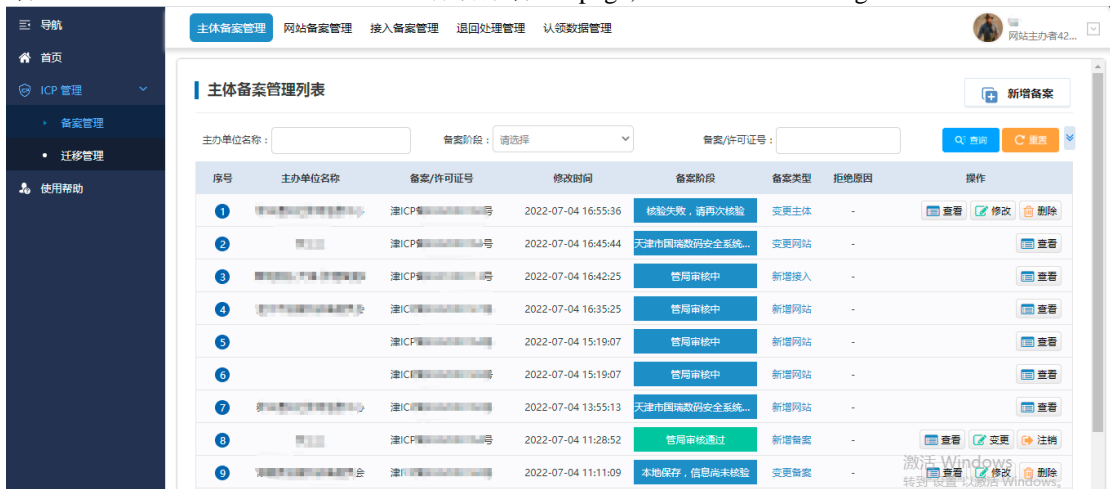 导航 主体备案管理 网站备案管理 接入备案管理 退回处理管理 认领数据管理 网站主办者42...
首页
ICP 管理
主体备案管理列表 新增备案
备案管理
迁移管理
主办单位名称： 备案阶段： 请选择 备案/许可证号： 查询 重置
使用帮助
序号 主办单位名称 备案/许可证号 修改时间 备案阶段 备案类型 拒绝原因 操作
1 津ICP 号 2022-07-04 16:55:36 核验失败，请再次核验 变更主体 - 查看 修改 删除
2 津ICP 号 2022-07-04 16:45:44 天津市国瑞数码安全系统... 变更网站 - 查看
3 津ICP 号 2022-07-04 16:42:25 管局审核中 新增接入 - 查看
4 津IC 2022-07-04 16:35:25 管局审核中 新增网站 - 查看
5 津ICP 2022-07-04 15:19:07 管局审核中 新增网站 - 查看
6 津IC 2022-07-04 15:19:07 管局审核中 新增网站 - 查看
7 津IC 2022-07-04 13:55:13 天津市国瑞数码安全系统... 新增网站 - 查看
8 津ICP 号 2022-07-04 11:28:52 管局审核通过 新增备案 - 查看 变更 注销
9 会 津 2022-07-04 11:11:09 本地保存，信息尚未核验 变更备案 - 查看 修改 删除
激活 Windows
转到"设置"以激活 Windows。